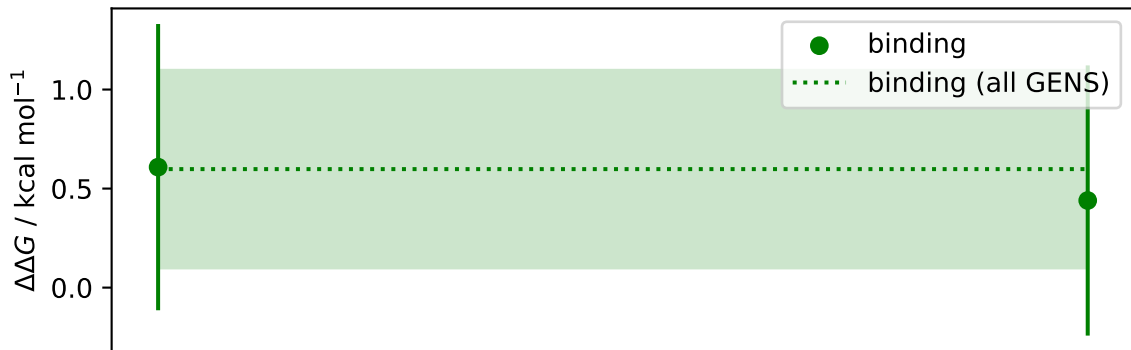 ΔΔG / kcal mol⁻¹
1.0
0.5
0.0
binding
binding (all GENS)